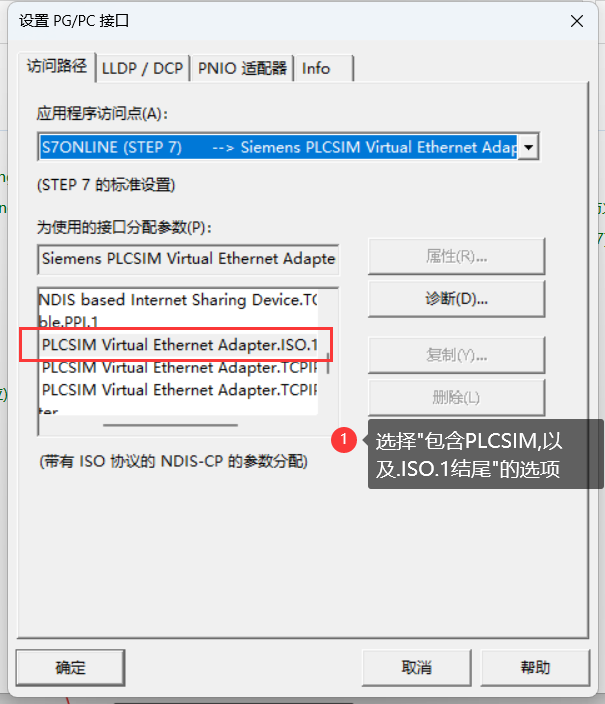 设置 PG/PC 接口
访问路径 LLDP / DCP PNIO 适配器 Info
应用程序访问点(A):
S7ONLINE (STEP 7) --> Siemens PLCSIM Virtual Ethernet Adap
(STEP 7 的标准设置)
为使用的接口分配参数(P):
Siemens PLCSIM Virtual Ethernet Adapte
属性(R)...
NDIS based Internet Sharing Device.TC
诊断(D)...
ble.PPI.1
PLCSIM Virtual Ethernet Adapter.ISO.1
复制(Y)...
PLCSIM Virtual Ethernet Adapter.TCPIF
PLCSIM Virtual Ethernet Adapter.TCPIF
删除(L)
ter
1
选择"包含PLCSIM,以
及.ISO.1结尾"的选项
(带有 ISO 协议的 NDIS-CP 的参数分配)
确定 取消 帮助